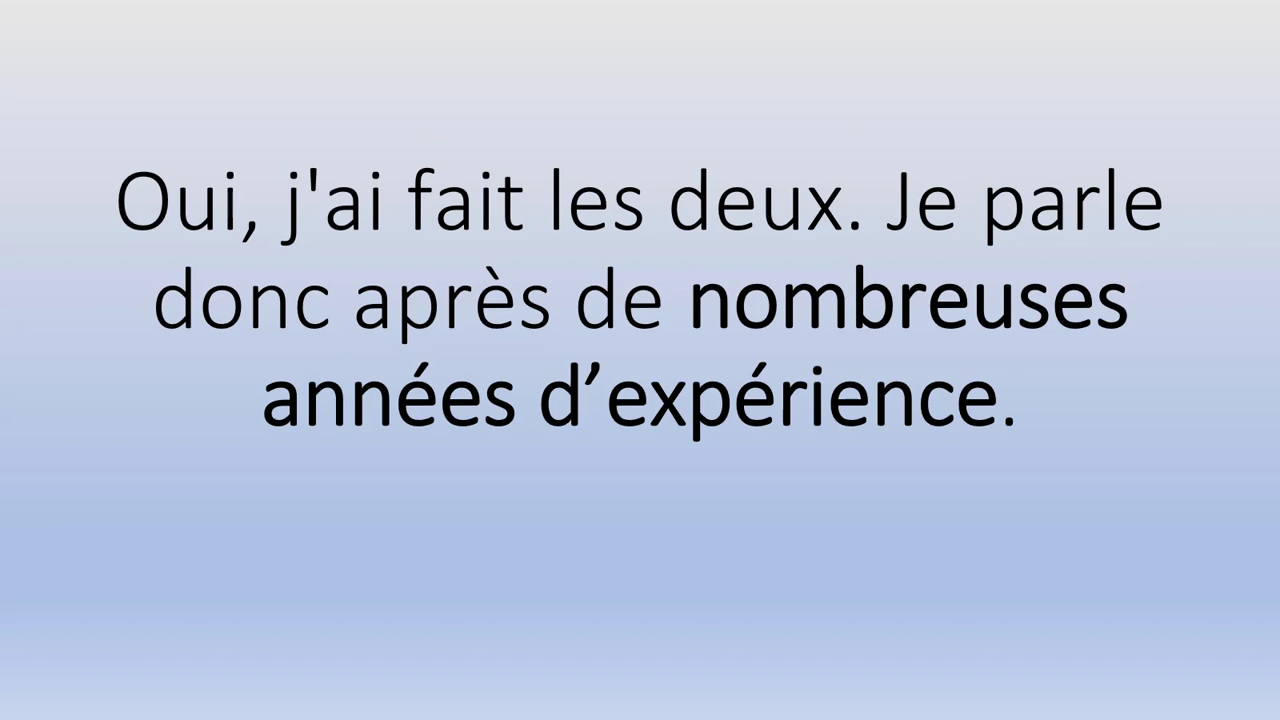 Oui, j'ai fait les deux. Je parle
donc après de nombreuses
années d’expérience.